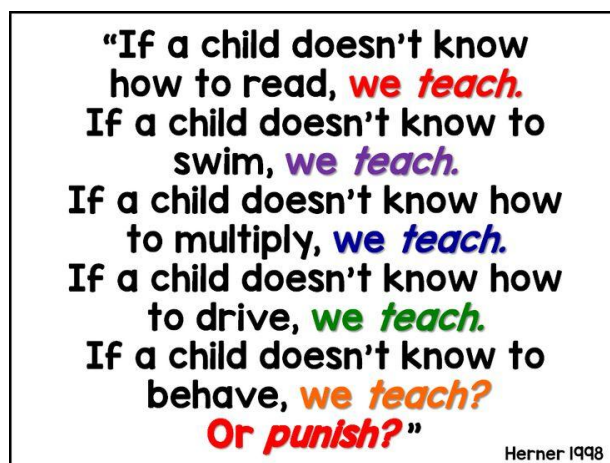 “If a child doesn’t know
how to read, we teach.
If a child doesn’t know to
swim, we teach.
If a child doesn’t know how
to multiply, we teach.
If a child doesn’t know how
to drive, we teach.
If a child doesn’t know to
behave, we teach?
Or punish?”
Herner 1998